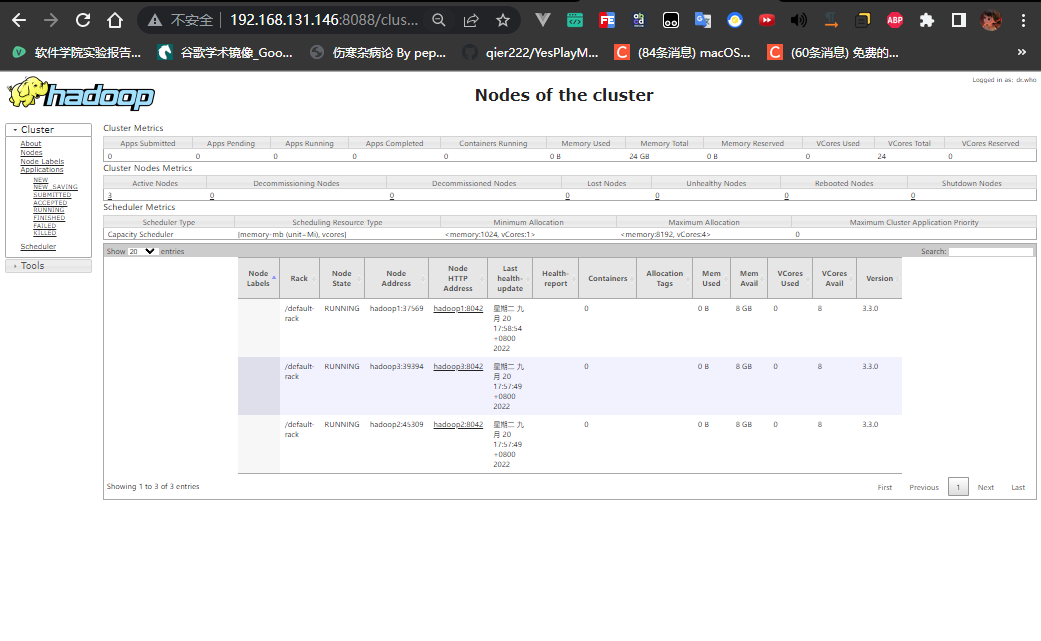 不安全 192.168.131.146:8088/clus...
软件学院实验报告... 谷歌学术镜像_Goo... 伤寒杂病论 By pep... qier222/YesPlayM... (84条消息) macOS... (60条消息) 免费的... »
hadoop
Nodes of the cluster
Logged in as: dr.who
Cluster
About
Nodes
Node Labels
Applications
NEW
NEW_SAVING
SUBMITTED
ACCEPTED
RUNNING
FINISHED
FAILED
KILLED
Scheduler
Tools
Cluster Metrics
Apps Submitted Apps Pending Apps Running Apps Completed Containers Running Memory Used Memory Total Memory Reserved VCores Used VCores Total VCores Reserved
0 0 0 0 0 0 B 24 GB 0 B 0 24 0
Cluster Nodes Metrics
Active Nodes Decommissioning Nodes Decommissioned Nodes Lost Nodes Unhealthy Nodes Rebooted Nodes Shutdown Nodes
3 0 0 0 0 0 0
Scheduler Metrics
Scheduler Type Scheduling Resource Type Minimum Allocation Maximum Allocation Maximum Cluster Application Priority
Capacity Scheduler [memory-mb (unit=Mi), vcores] <memory:1024, vCores:1> <memory:8192, vCores:4> 0
Show 20 entries Search:
Node Labels Rack Node State Node Address Node HTTP Address Last health-update Health-report Containers Allocation Tags Mem Used Mem Avail VCores Used VCores Avail Version
/default-rack RUNNING hadoop1:37569 hadoop1:8042 星期二 九月 20 17:58:54 +0800 2022 0 0 B 8 GB 0 8 3.3.0
/default-rack RUNNING hadoop3:39394 hadoop3:8042 星期二 九月 20 17:57:49 +0800 2022 0 0 B 8 GB 0 8 3.3.0
/default-rack RUNNING hadoop2:45309 hadoop2:8042 星期二 九月 20 17:57:49 +0800 2022 0 0 B 8 GB 0 8 3.3.0
Showing 1 to 3 of 3 entries
First Previous 1 Next Last